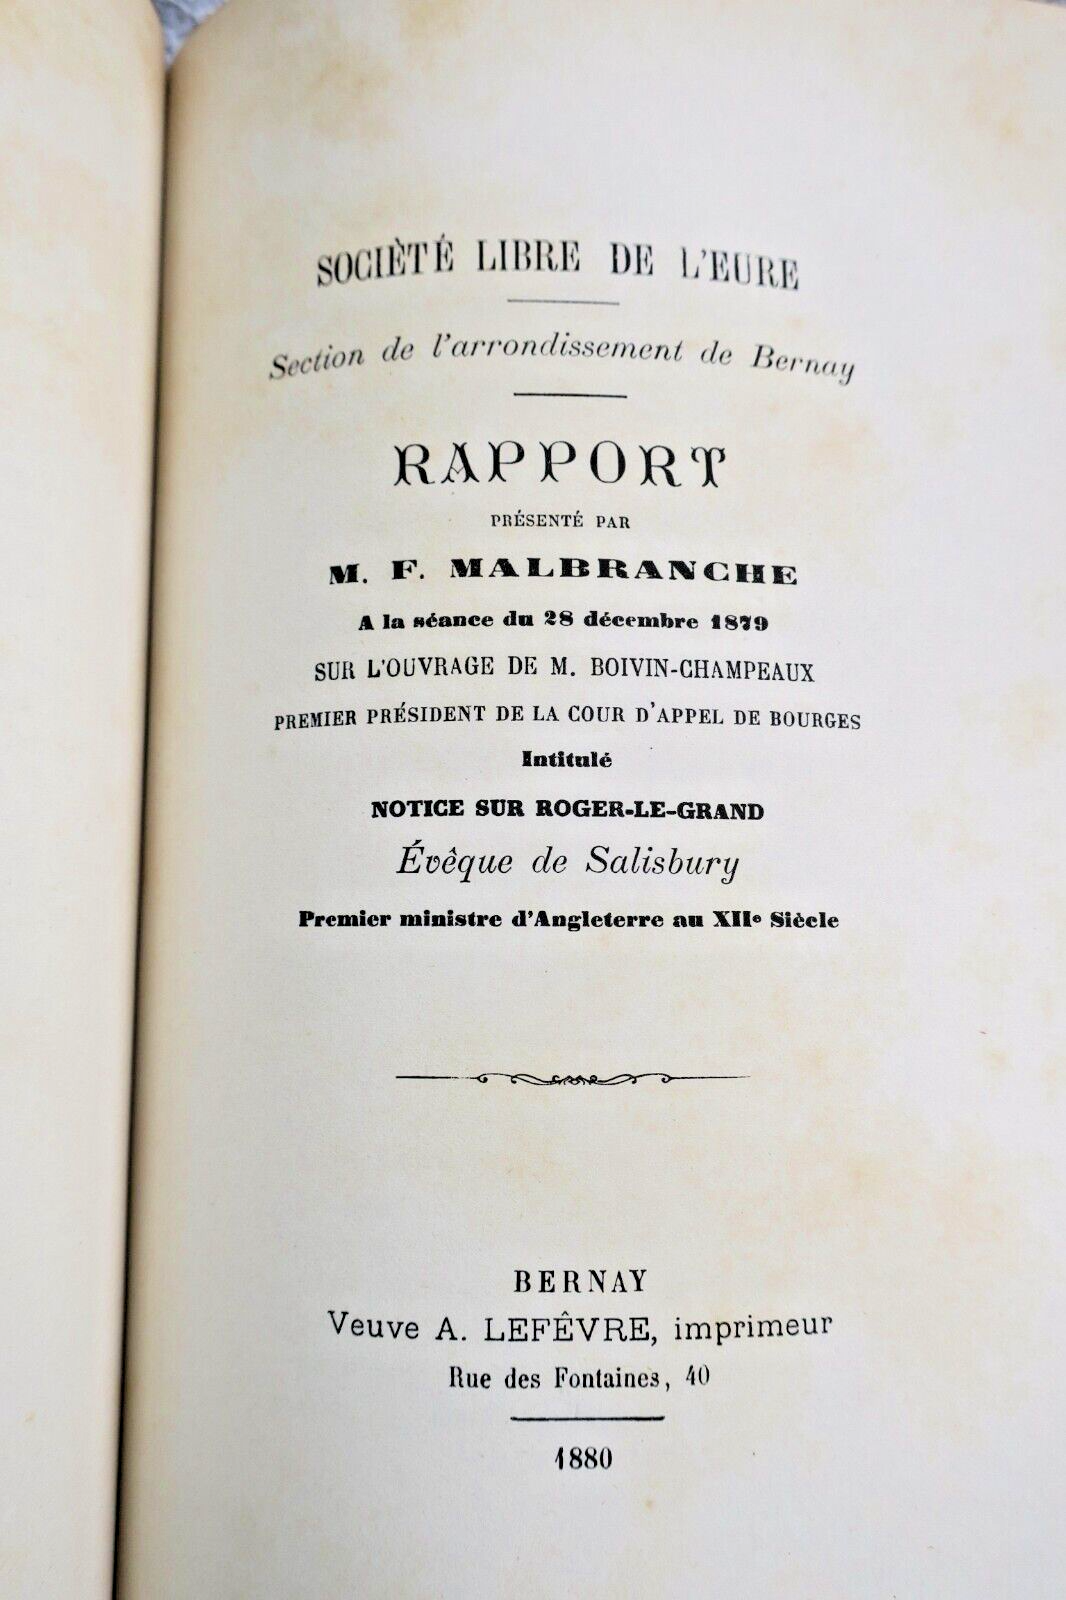 SOCIÈTÉ LIBRE DE L'EURE
Section de l'arrondissement de Bernay
RAPPORT
PRÉSENTÉ PAR
M. F. MALBRANCHE
A la séance du 28 décembre 1879
SUR L'OUVRAGE DE M. BOIVIN-CHAMPEAUX
PREMIER PRÉSIDENT DE LA COUR D'APPEL DE BOURGES
Intitulé
NOTICE SUR ROGER-LE-GRAND
Évêque de Salisbury
Premier ministre d'Angleterre au XIIe Siècle
BERNAY
Veuve A. LEFÊVRE, imprimeur
Rue des Fontaines, 40
1880